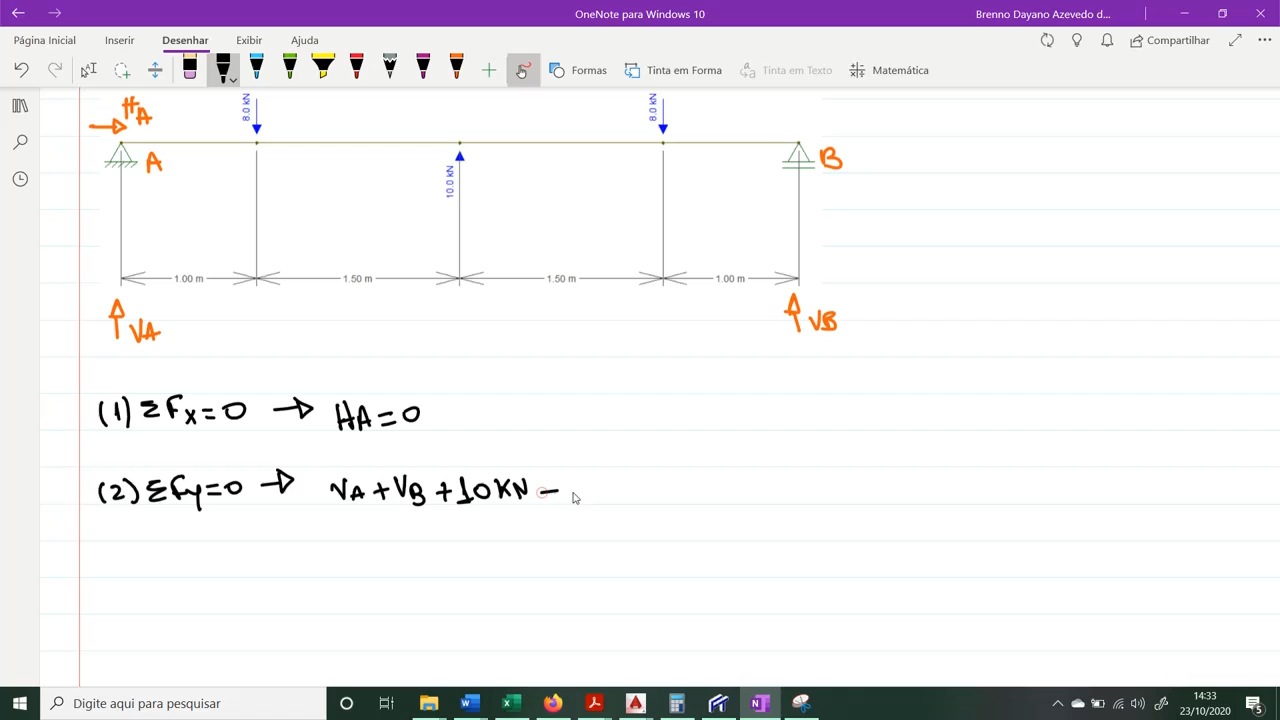 OneNote para Windows 10
Brenno Dayano Azevedo d...
Página Inicial
Inserir
Desenhar
Exibir
Ajuda
Compartilhar
Formas
Tinta em Forma
Tinta em Texto
Matemática
HA
8.0 kN
8.0 kN
A
B
10.0 kN
1.00 m
1.50 m
1.50 m
1.00 m
VA
VB
(1) ΣFx=0 → HA=0
(2) ΣFy=0 → VA+VB+10KN-
Digite aqui para pesquisar
14:33
23/10/2020
5